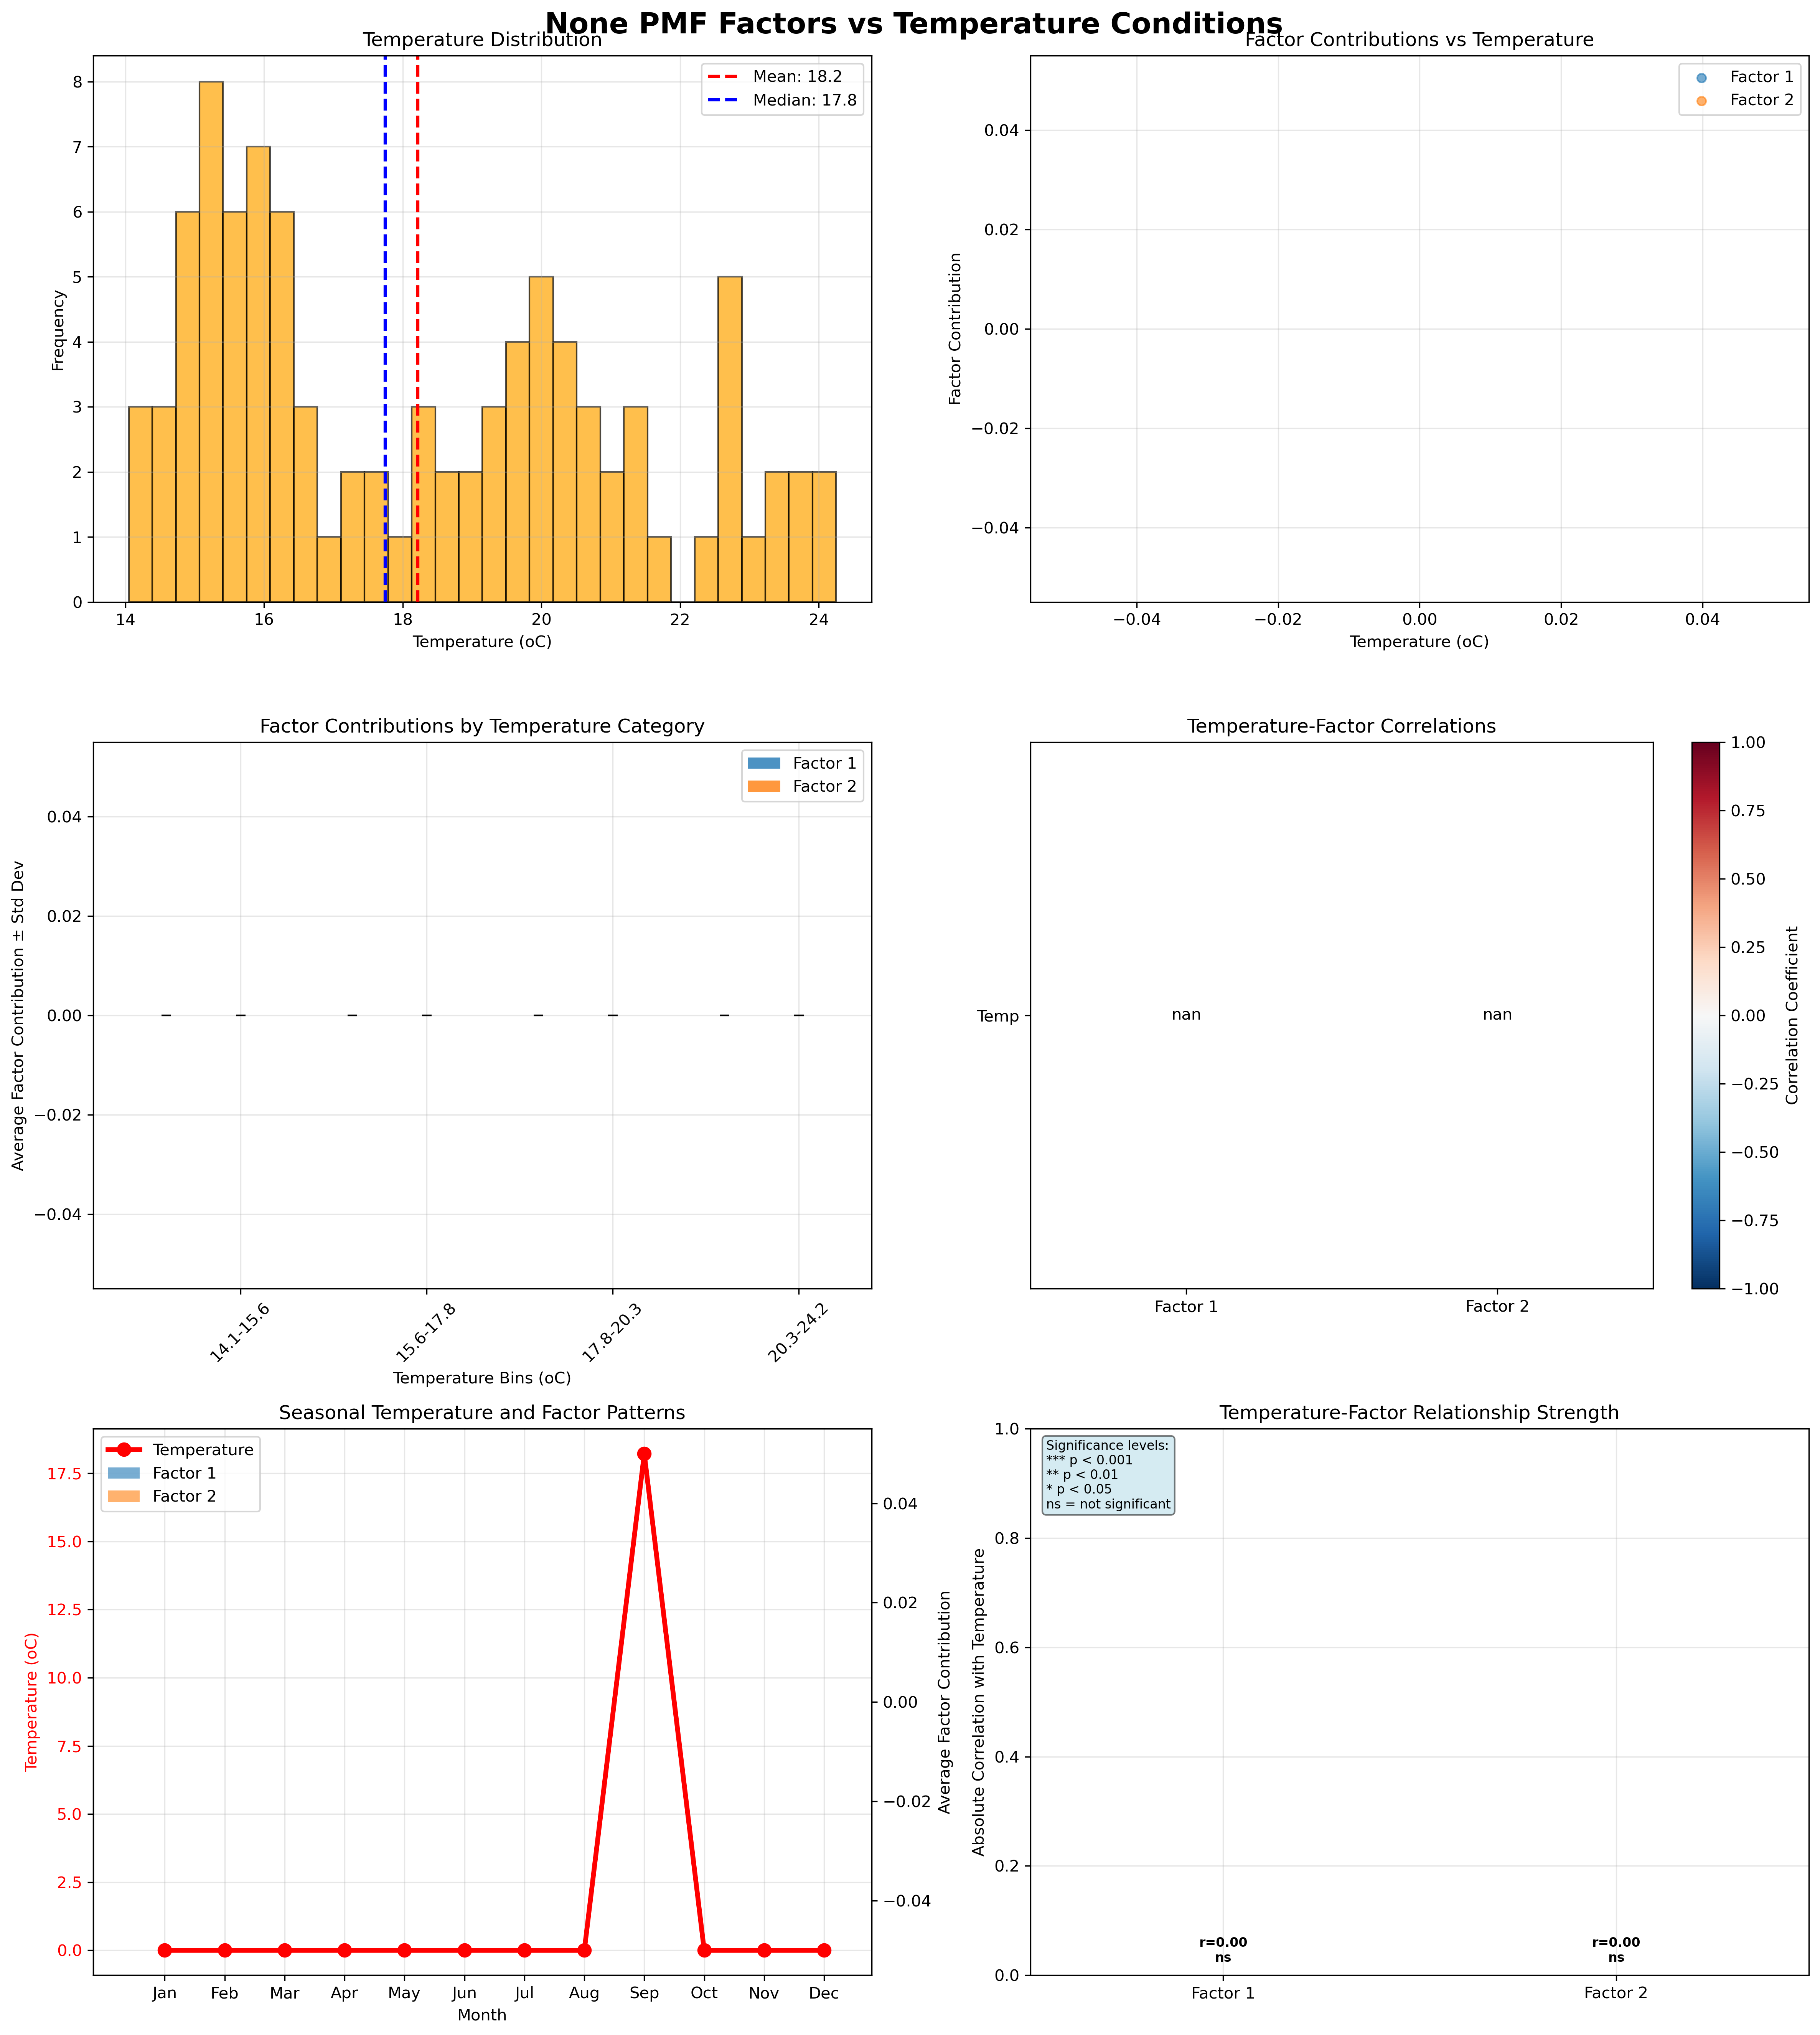 None PMF Factors vs Temperature Conditions
Temperature Distribution
Mean: 18.2
Median: 17.8
Frequency
8
7
6
5
4
3
2
1
0
14 16 18 20 22 24
Temperature (oC)
Factor Contributions vs Temperature
Factor 1
Factor 2
Factor Contribution
0.04
0.02
0.00
−0.02
−0.04
−0.04 −0.02 0.00 0.02 0.04
Temperature (oC)
Factor Contributions by Temperature Category
Factor 1
Factor 2
Average Factor Contribution ± Std Dev
0.04
0.02
0.00
−0.02
−0.04
14.1-15.6 15.6-17.8 17.8-20.3 20.3-24.2
Temperature Bins (oC)
Temperature-Factor Correlations
Temp
nan nan
Factor 1 Factor 2
1.00
0.75
0.50
0.25
0.00
−0.25
−0.50
−0.75
−1.00
Correlation Coefficient
Seasonal Temperature and Factor Patterns
Temperature
Factor 1
Factor 2
Temperature (oC)
17.5
15.0
12.5
10.0
7.5
5.0
2.5
0.0
Jan Feb Mar Apr May Jun Jul Aug Sep Oct Nov Dec
Month
0.04
0.02
0.00
−0.02
−0.04
Average Factor Contribution
Temperature-Factor Relationship Strength
Significance levels:
*** p < 0.001
** p < 0.01
* p < 0.05
ns = not significant
Absolute Correlation with Temperature
1.0
0.8
0.6
0.4
0.2
0.0
r=0.00
ns
r=0.00
ns
Factor 1 Factor 2